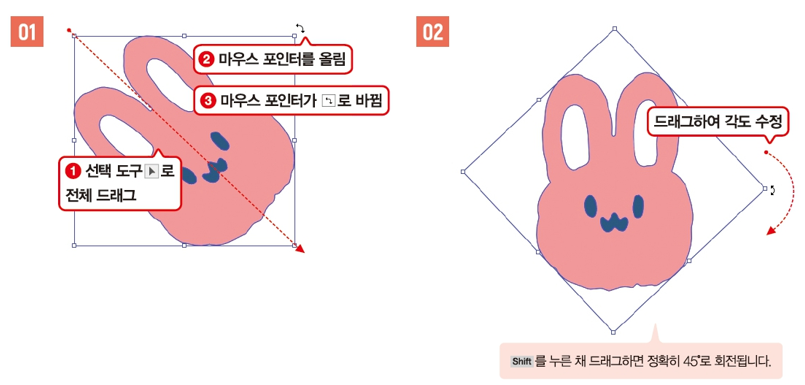 01
② 마우스 포인터를 올림
③ 마우스 포인터가 로 바뀜
① 선택 도구 로
전체 드래그
02
드래그하여 각도 수정
Shift 를 누른 채 드래그하면 정확히 45°로 회전됩니다.